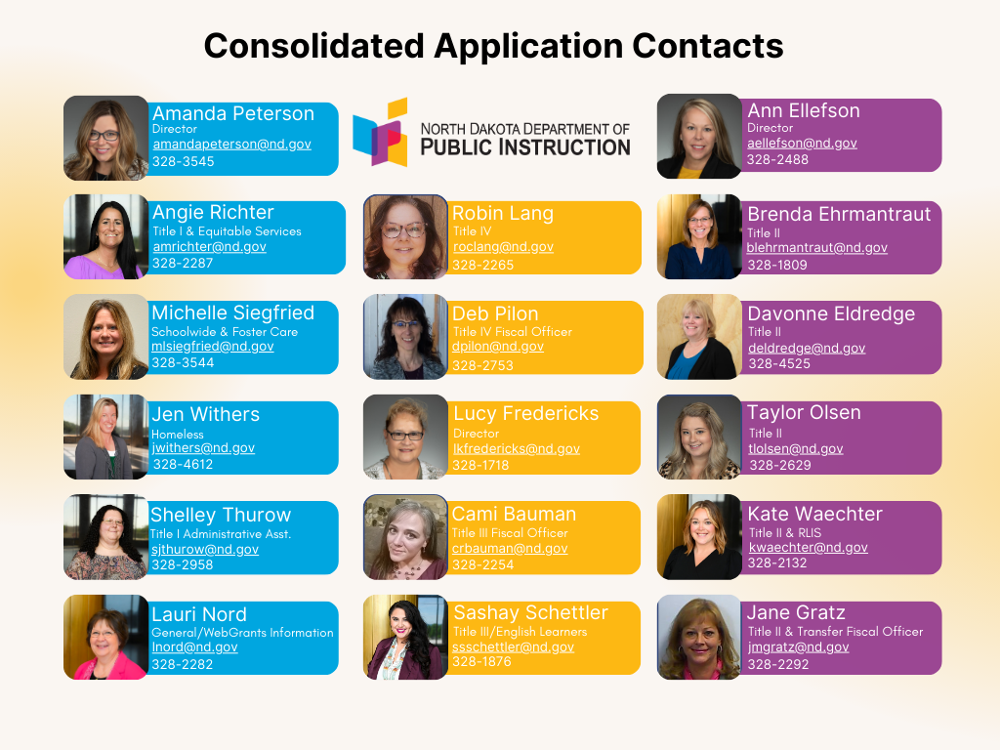 Consolidated Application Contacts
Amanda Peterson
Director
amandapeterson@nd.gov
328-3545
NORTH DAKOTA DEPARTMENT OF
PUBLIC INSTRUCTION
Ann Ellefson
Director
aellefson@nd.gov
328-2488
Angie Richter
Title I & Equitable Services
amrichter@nd.gov
328-2287
Robin Lang
Title IV
roclang@nd.gov
328-2265
Brenda Ehrmantraut
Title II
blehrmantraut@nd.gov
328-1809
Michelle Siegfried
Schoolwide & Foster Care
mlsiegfried@nd.gov
328-3544
Deb Pilon
Title IV Fiscal Officer
dpilon@nd.gov
328-2753
Davonne Eldredge
Title II
deldredge@nd.gov
328-4525
Jen Withers
Homeless
jwithers@nd.gov
328-4612
Lucy Fredericks
Director
lkfredericks@nd.gov
328-1718
Taylor Olsen
Title II
tlolsen@nd.gov
328-2629
Shelley Thurow
Title I Administrative Asst.
sjthurow@nd.gov
328-2958
Cami Bauman
Title III Fiscal Officer
crbauman@nd.gov
328-2254
Kate Waechter
Title II & RLIS
kwaechter@nd.gov
328-2132
Lauri Nord
General/WebGrants Information
lnord@nd.gov
328-2282
Sashay Schettler
Title III/English Learners
ssschettler@nd.gov
328-1876
Jane Gratz
Title II & Transfer Fiscal Officer
jmgratz@nd.gov
328-2292